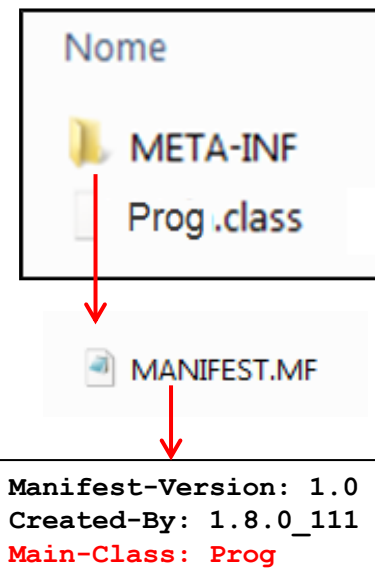 Nome
META-INF
Prog.class
MANIFEST.MF
Manifest-Version: 1.0
Created-By: 1.8.0_111
Main-Class: Prog